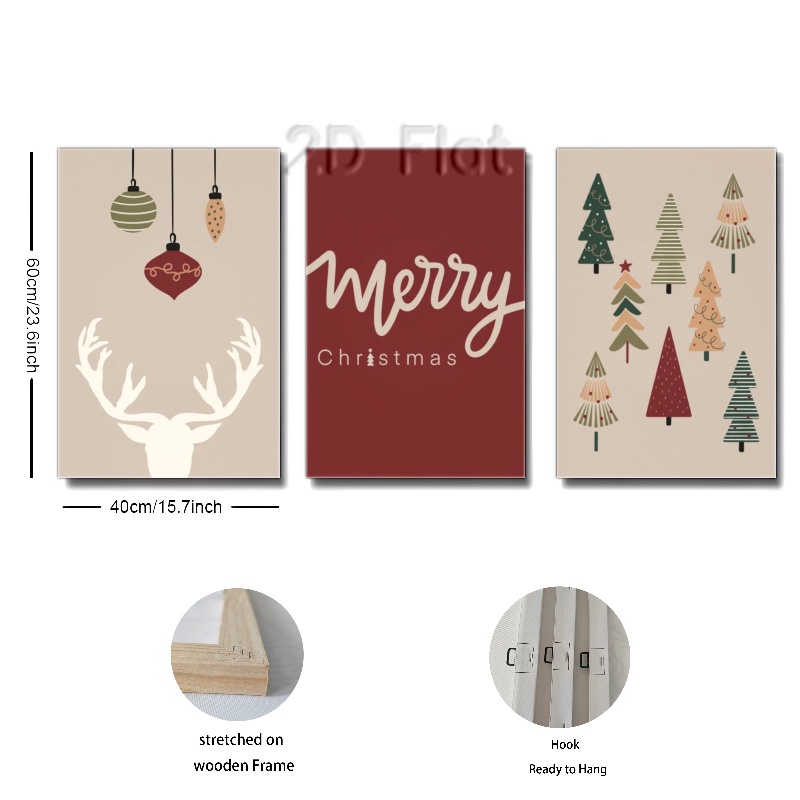 2D Flat
Merry
Christmas
60cm/23.6inch
40cm/15.7inch
stretched on
wooden Frame
Hook
Ready to Hang